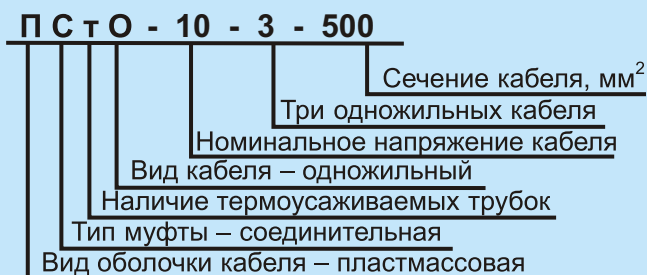 ПСтО - 10 - 3 - 500
Сечение кабеля, мм²
Три одножильных кабеля
Номинальное напряжение кабеля
Вид кабеля – одножильный
Наличие термоусаживаемых трубок
Тип муфты – соединительная
Вид оболочки кабеля – пластмассовая